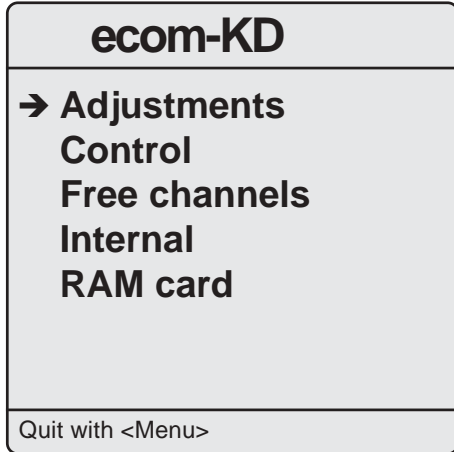 ecom-KD
➔ Adjustments
Control
Free channels
Internal
RAM card
Quit with <Menu>